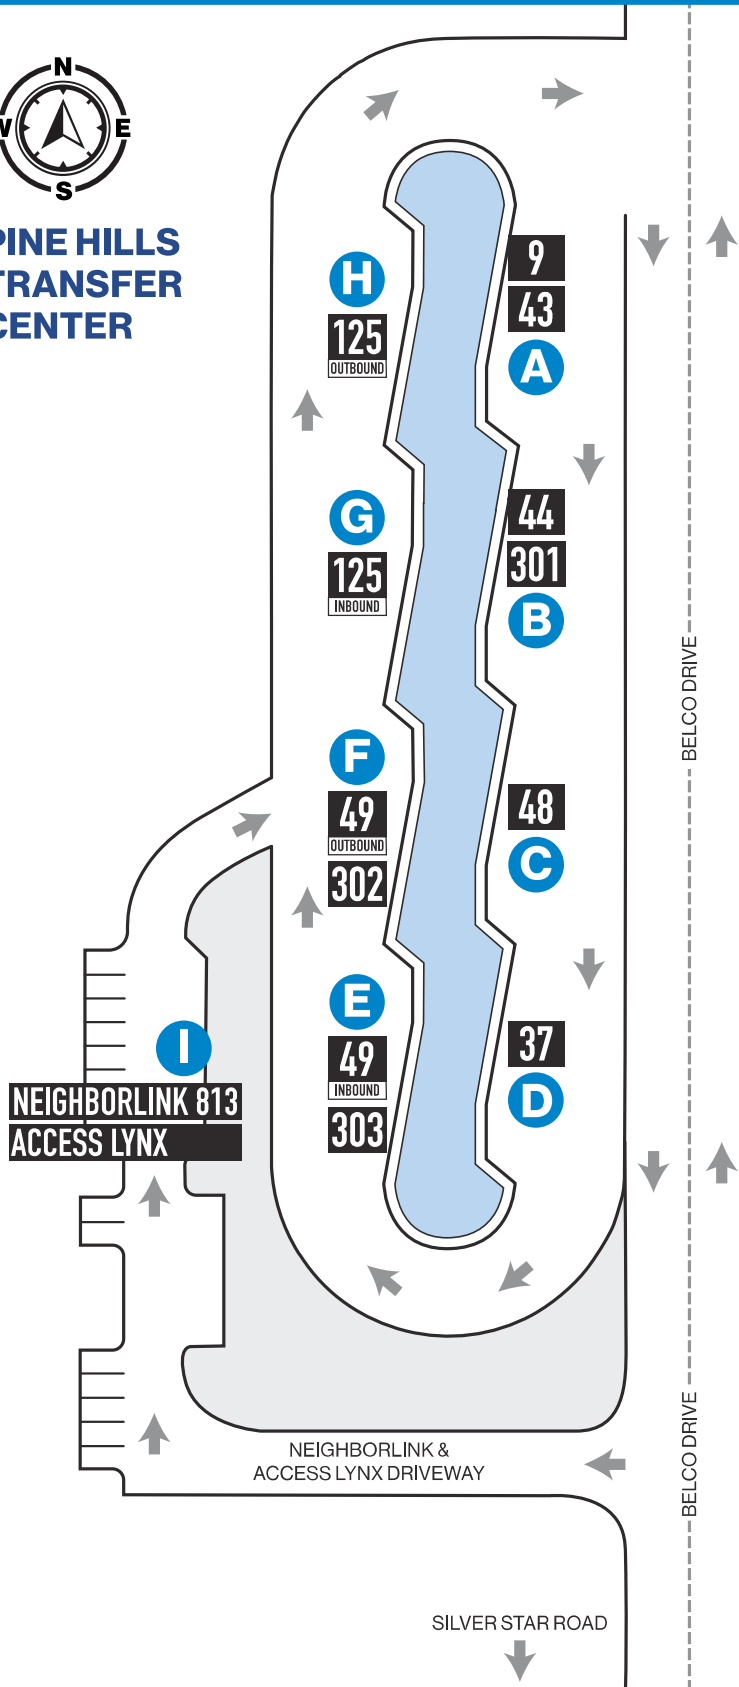 N
W
E
S
PINE HILLS
TRANSFER
CENTER
H
125
OUTBOUND
9
43
A
G
125
INBOUND
44
301
B
BELCO DRIVE
F
49
OUTBOUND
302
48
C
E
49
INBOUND
303
37
D
I
NEIGHBORLINK 813
ACCESS LYNX
NEIGHBORLINK &
ACCESS LYNX DRIVEWAY
BELCO DRIVE
SILVER STAR ROAD